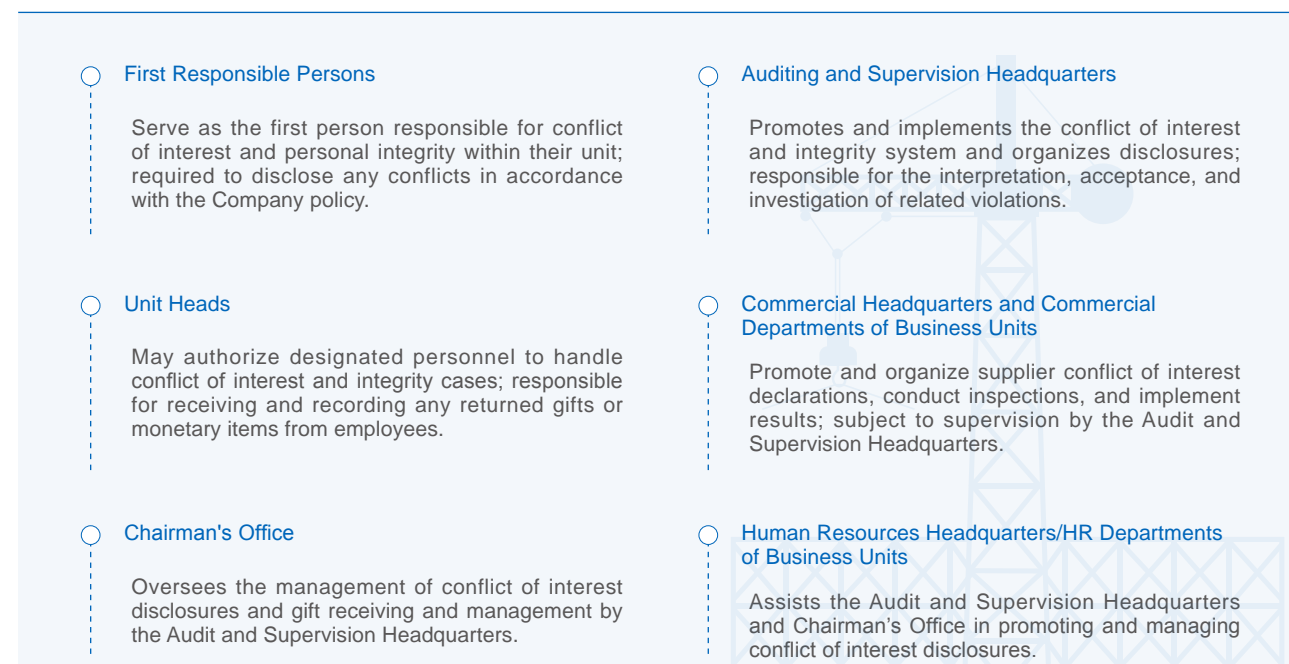 First Responsible Persons
Serve as the first person responsible for conflict
of interest and personal integrity within their unit;
required to disclose any conflicts in accordance
with the Company policy.
Unit Heads
May authorize designated personnel to handle
conflict of interest and integrity cases; responsible
for receiving and recording any returned gifts or
monetary items from employees.
Chairman's Office
Oversees the management of conflict of interest
disclosures and gift receiving and management by
the Audit and Supervision Headquarters.
Auditing and Supervision Headquarters
Promotes and implements the conflict of interest
and integrity system and organizes disclosures;
responsible for the interpretation, acceptance, and
investigation of related violations.
Commercial Headquarters and Commercial
Departments of Business Units
Promote and organize supplier conflict of interest
declarations, conduct inspections, and implement
results; subject to supervision by the Audit and
Supervision Headquarters.
Human Resources Headquarters/HR Departments
of Business Units
Assists the Audit and Supervision Headquarters
and Chairman’s Office in promoting and managing
conflict of interest disclosures.